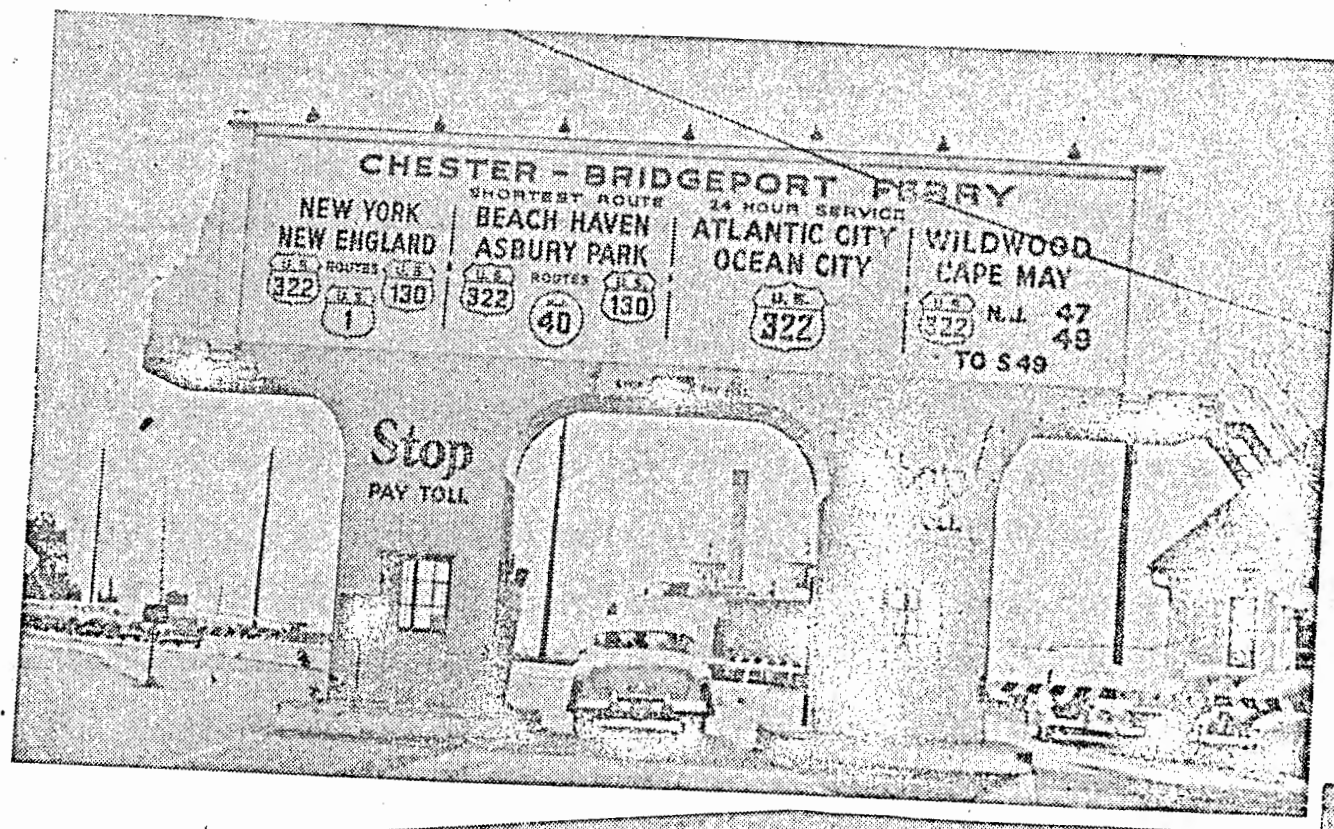 CHESTER - BRIDGEPORT FERRY
SHORTEST ROUTE 24 HOUR SERVICE
NEW YORK
NEW ENGLAND
U.S. 322 ROUTES U.S. 130
U.S. 1
BEACH HAVEN
ASBURY PARK
U.S. 322 ROUTES U.S. 130
40
ATLANTIC CITY
OCEAN CITY
U.S. 322
WILDWOOD
CAPE MAY
U.S. 322 N.J. 47
49
TO S 49
Stop
PAY TOLL